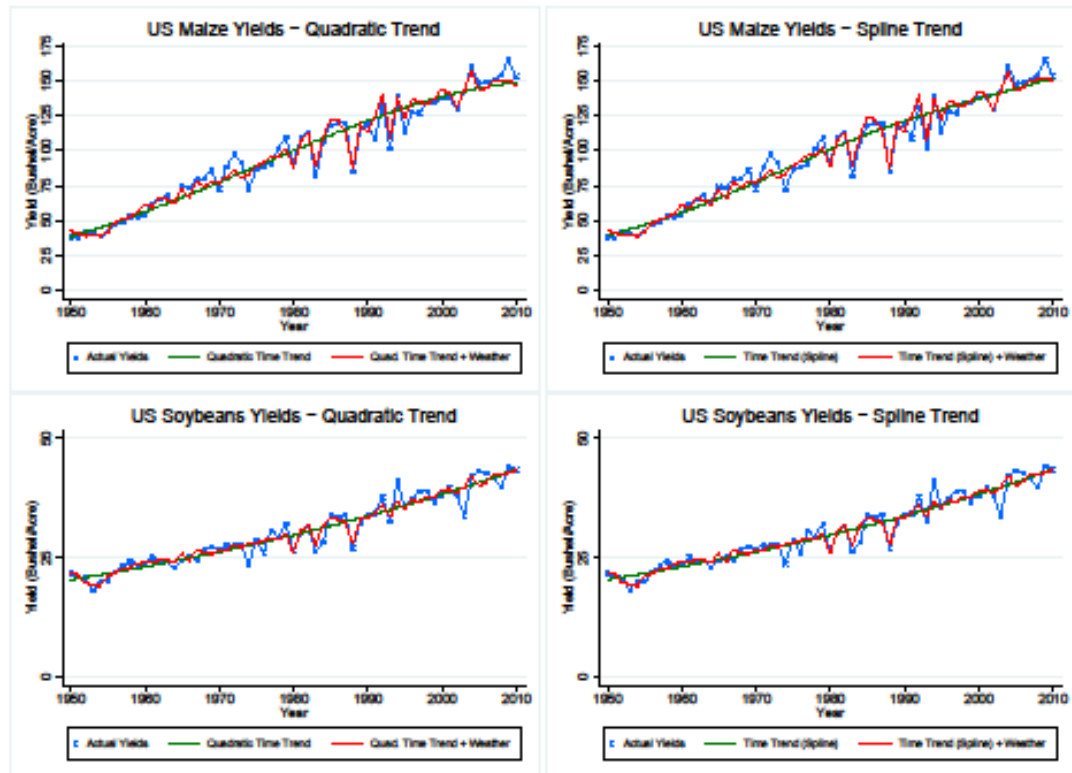 US Maize Yields − Quadratic Trend
Yield (Bushel/Acre)
175
150
125
100
75
50
25
0
1950 1960 1970 1980 1990 2000 2010
Year
Actual Yields Quadratic Time Trend Quad. Time Trend + Weather
US Maize Yields − Spline Trend
Yield (Bushel/Acre)
175
150
125
100
75
50
25
0
1950 1960 1970 1980 1990 2000 2010
Year
Actual Yields Time Trend (Spline) Time Trend (Spline) + Weather
US Soybeans Yields − Quadratic Trend
Yield (Bushel/Acre)
50
25
0
1950 1960 1970 1980 1990 2000 2010
Year
Actual Yields Quadratic Time Trend Quad. Time Trend + Weather
US Soybeans Yields − Spline Trend
Yield (Bushel/Acre)
50
25
0
1950 1960 1970 1980 1990 2000 2010
Year
Actual Yields Time Trend (Spline) Time Trend (Spline) + Weather